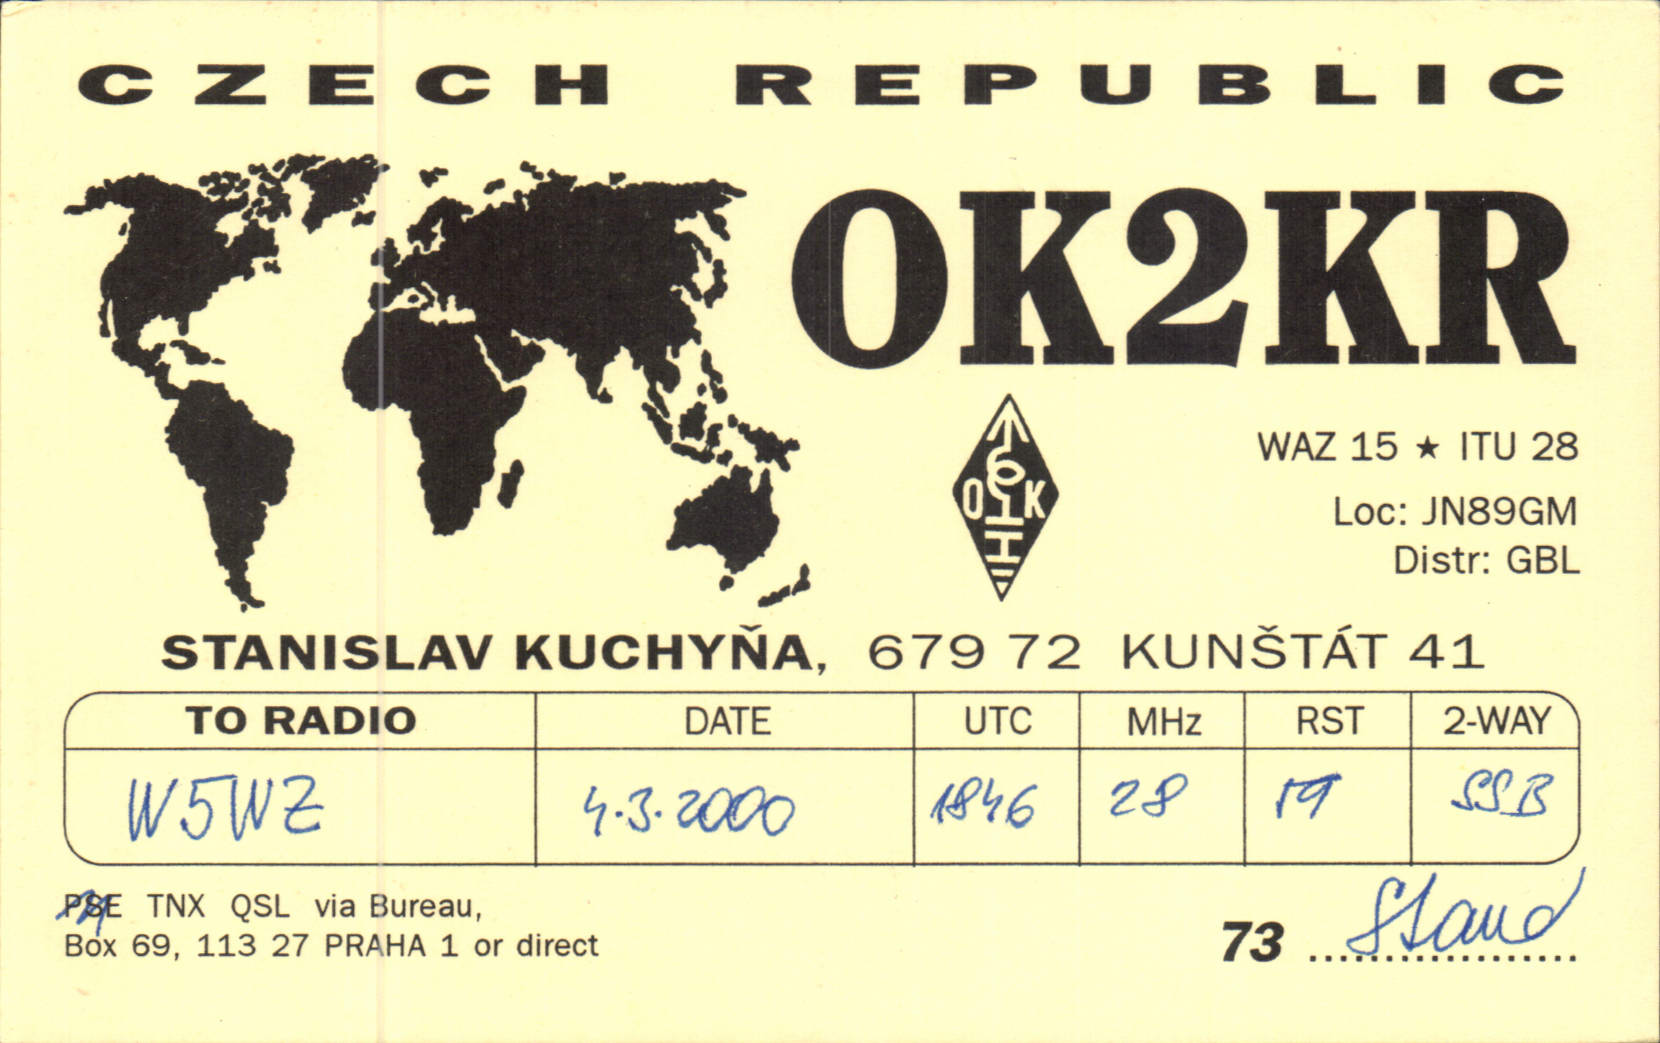 CZECH REPUBLIC
OK2KR
OK
WAZ 15 ★ ITU 28
Loc: JN89GM
Distr: GBL
STANISLAV KUCHYŇA, 679 72 KUNŠTÁT 41
TO RADIO DATE UTC MHz RST 2-WAY
W5WZ 4.3.2000 1846 28 59 SSB
PSE TNX QSL via Bureau,
Box 69, 113 27 PRAHA 1 or direct
73